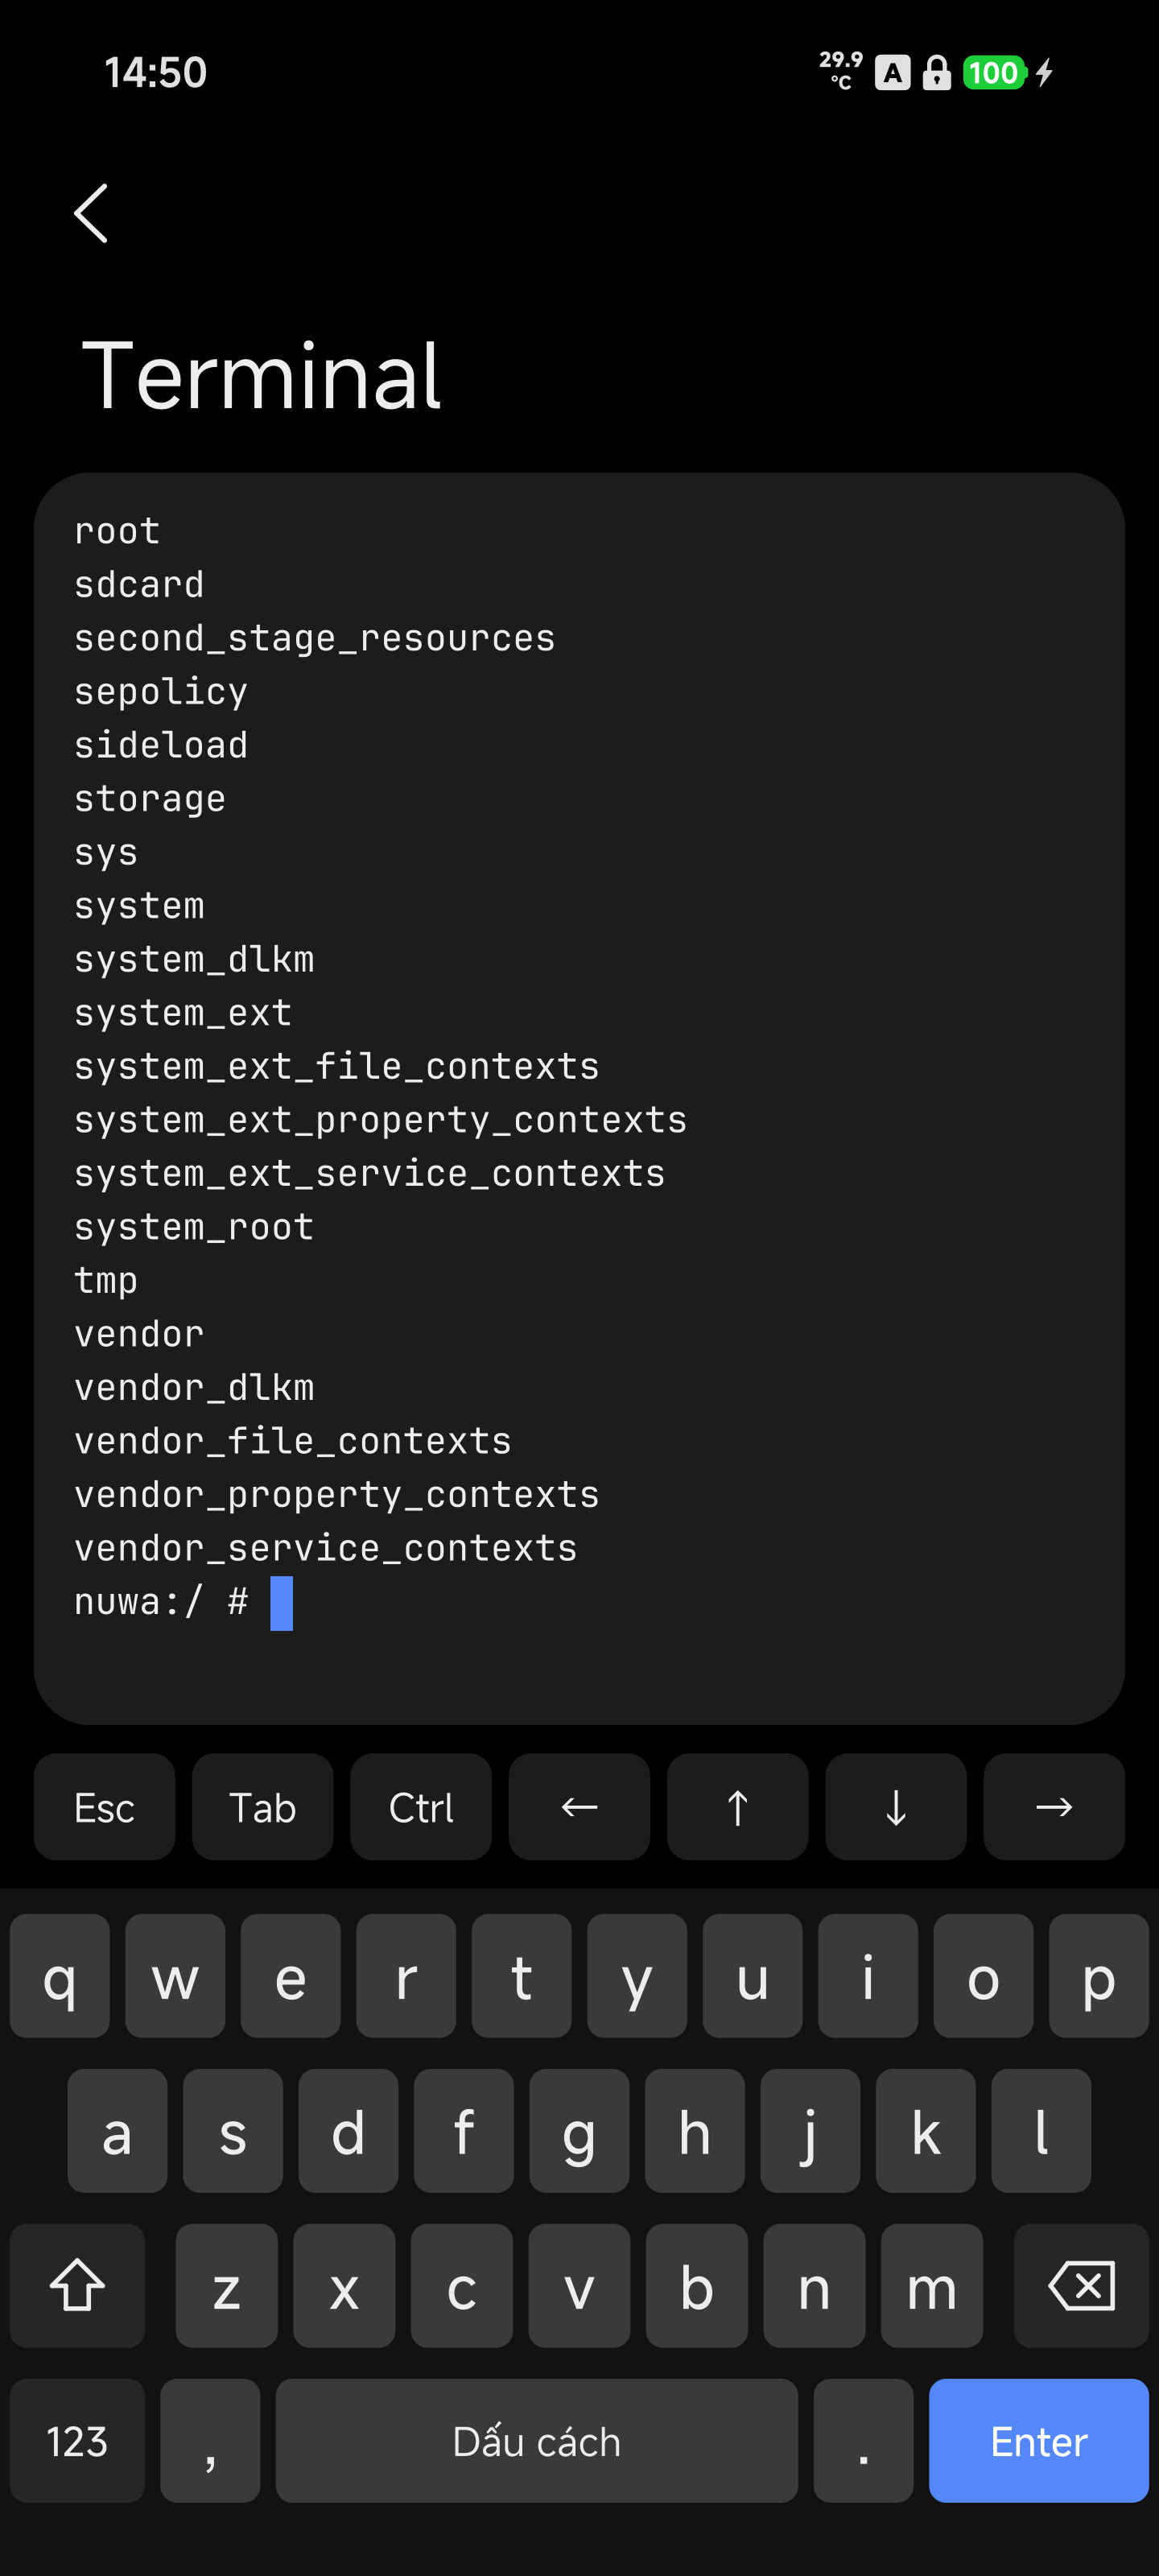 14:50
29.9
°C
A
100
Terminal
root
sdcard
second_stage_resources
sepolicy
sideload
storage
sys
system
system_dlkm
system_ext
system_ext_file_contexts
system_ext_property_contexts
system_ext_service_contexts
system_root
tmp
vendor
vendor_dlkm
vendor_file_contexts
vendor_property_contexts
vendor_service_contexts
nuwa:/ #
Esc Tab Ctrl ← ↑ ↓ →
q w e r t y u i o p
a s d f g h j k l
z x c v b n m
123 , Dấu cách . Enter